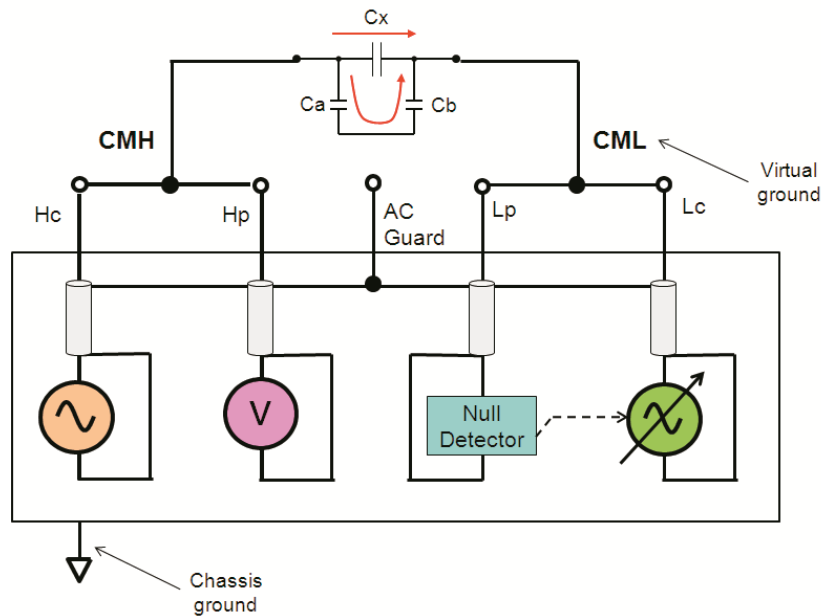 Cx
Ca
Cb
CMH
CML
Virtual
ground
Hc
Hp
AC
Guard
Lp
Lc
V
Null
Detector
Chassis
ground